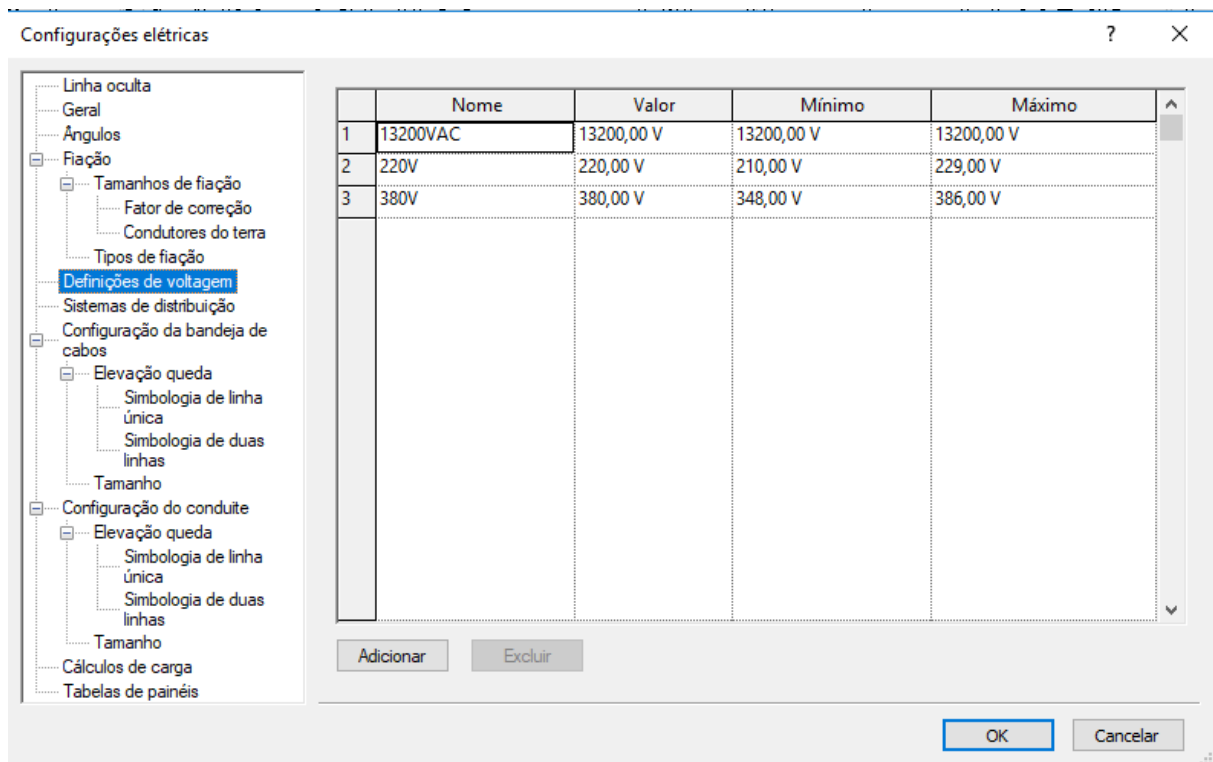 Configurações elétricas
?
Linha oculta
Geral
Ângulos
Fiação
Tamanhos de fiação
Fator de correção
Condutores do terra
Tipos de fiação
Definições de voltagem
Sistemas de distribuição
Configuração da bandeja de
cabos
Elevação queda
Simbologia de linha
única
Simbologia de duas
linhas
Tamanho
Configuração do conduite
Elevação queda
Simbologia de linha
única
Simbologia de duas
linhas
Tamanho
Cálculos de carga
Tabelas de painéis
Nome Valor Mínimo Máximo
1 13200VAC 13200,00 V 13200,00 V 13200,00 V
2 220V 220,00 V 210,00 V 229,00 V
3 380V 380,00 V 348,00 V 386,00 V
Adicionar Excluir
OK Cancelar